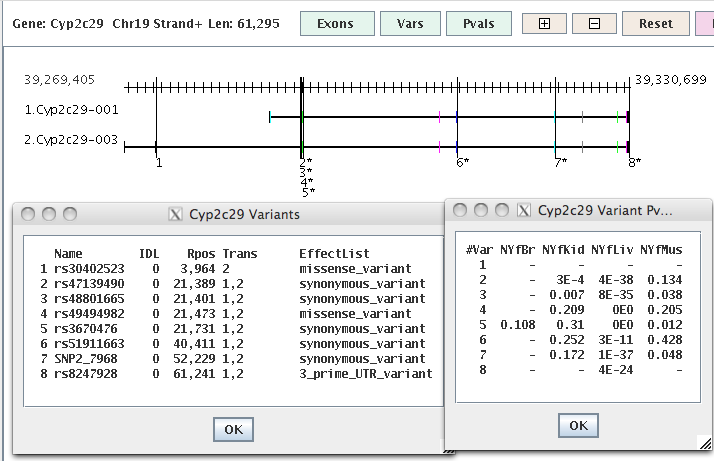 Gene: Cyp2c29 Chr19 Strand+ Len: 61,295 Exons Vars Pvals + − Reset
39,269,405 39,330,699
1.Cyp2c29-001
2.Cyp2c29-003
1 2* 6* 7* 8*
3*
4*
5*
Cyp2c29 Variants
Name IDL Rpos Trans EffectList
1 rs30402523 0 3,964 2 missense_variant
2 rs47139490 0 21,389 1,2 synonymous_variant
3 rs48801665 0 21,401 1,2 synonymous_variant
4 rs49494982 0 21,473 1,2 missense_variant
5 rs3670476 0 21,731 1,2 synonymous_variant
6 rs51911663 0 40,411 1,2 synonymous_variant
7 SNP2_7968 0 52,229 1,2 synonymous_variant
8 rs8247928 0 61,241 1,2 3_prime_UTR_variant
OK
Cyp2c29 Variant Pv...
#Var NYfBr NYfKid NYfLiv NYfMus
1 - - - -
2 - 3E-4 4E-38 0.134
3 - 0.007 8E-35 0.038
4 - 0.209 0E0 0.205
5 0.108 0.31 0E0 0.012
6 - 0.252 3E-11 0.428
7 - 0.172 1E-37 0.048
8 - - 4E-24 -
OK